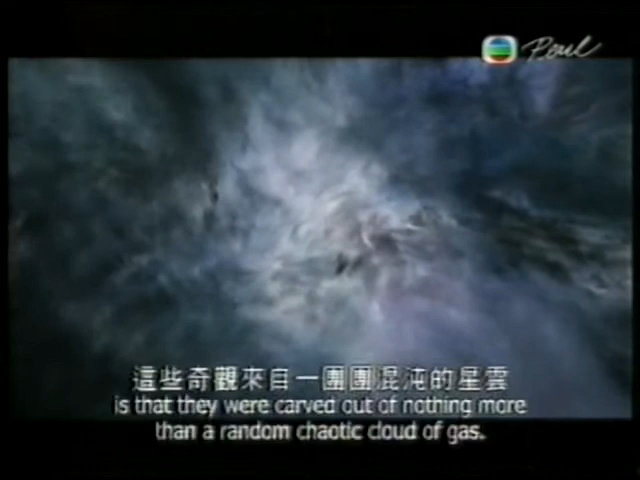 Pearl
這些奇觀來自一團團混沌的星雲
is that they were carved out of nothing more
than a random chaotic cloud of gas.